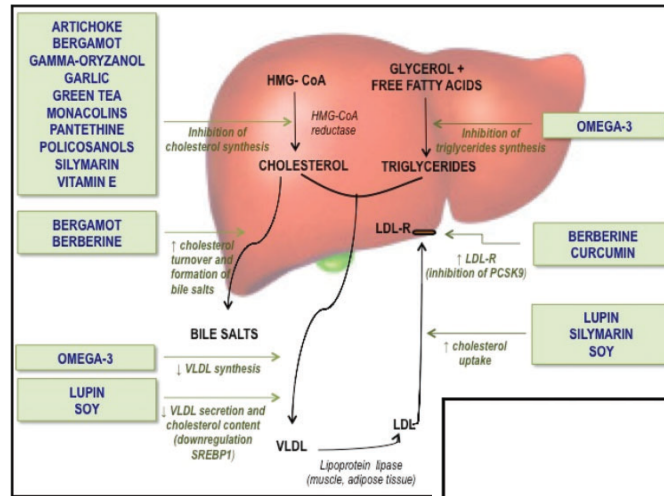 ARTICHOKE
BERGAMOT
GAMMA-ORYZANOL
GARLIC
GREEN TEA
MONACOLINS
PANTETHINE
POLICOSANOLS
SILYMARIN
VITAMIN E
Inhibition of
cholesterol synthesis
HMG- CoA
HMG-CoA
reductase
CHOLESTEROL
GLYCEROL +
FREE FATTY ACIDS
Inhibition of
triglycerides synthesis
TRIGLYCERIDES
OMEGA-3
BERGAMOT
BERBERINE
↑ cholesterol
turnover and
formation of
bile salts
LDL-R
↑ LDL-R
(inhibition of PCSK9)
BERBERINE
CURCUMIN
BILE SALTS
LUPIN
SILYMARIN
SOY
↑ cholesterol
uptake
OMEGA-3
↓ VLDL synthesis
LUPIN
SOY
↓ VLDL secretion and
cholesterol content
(downregulation
SREBP1)
VLDL
LDL
Lipoprotein lipase
(muscle, adipose tissue)